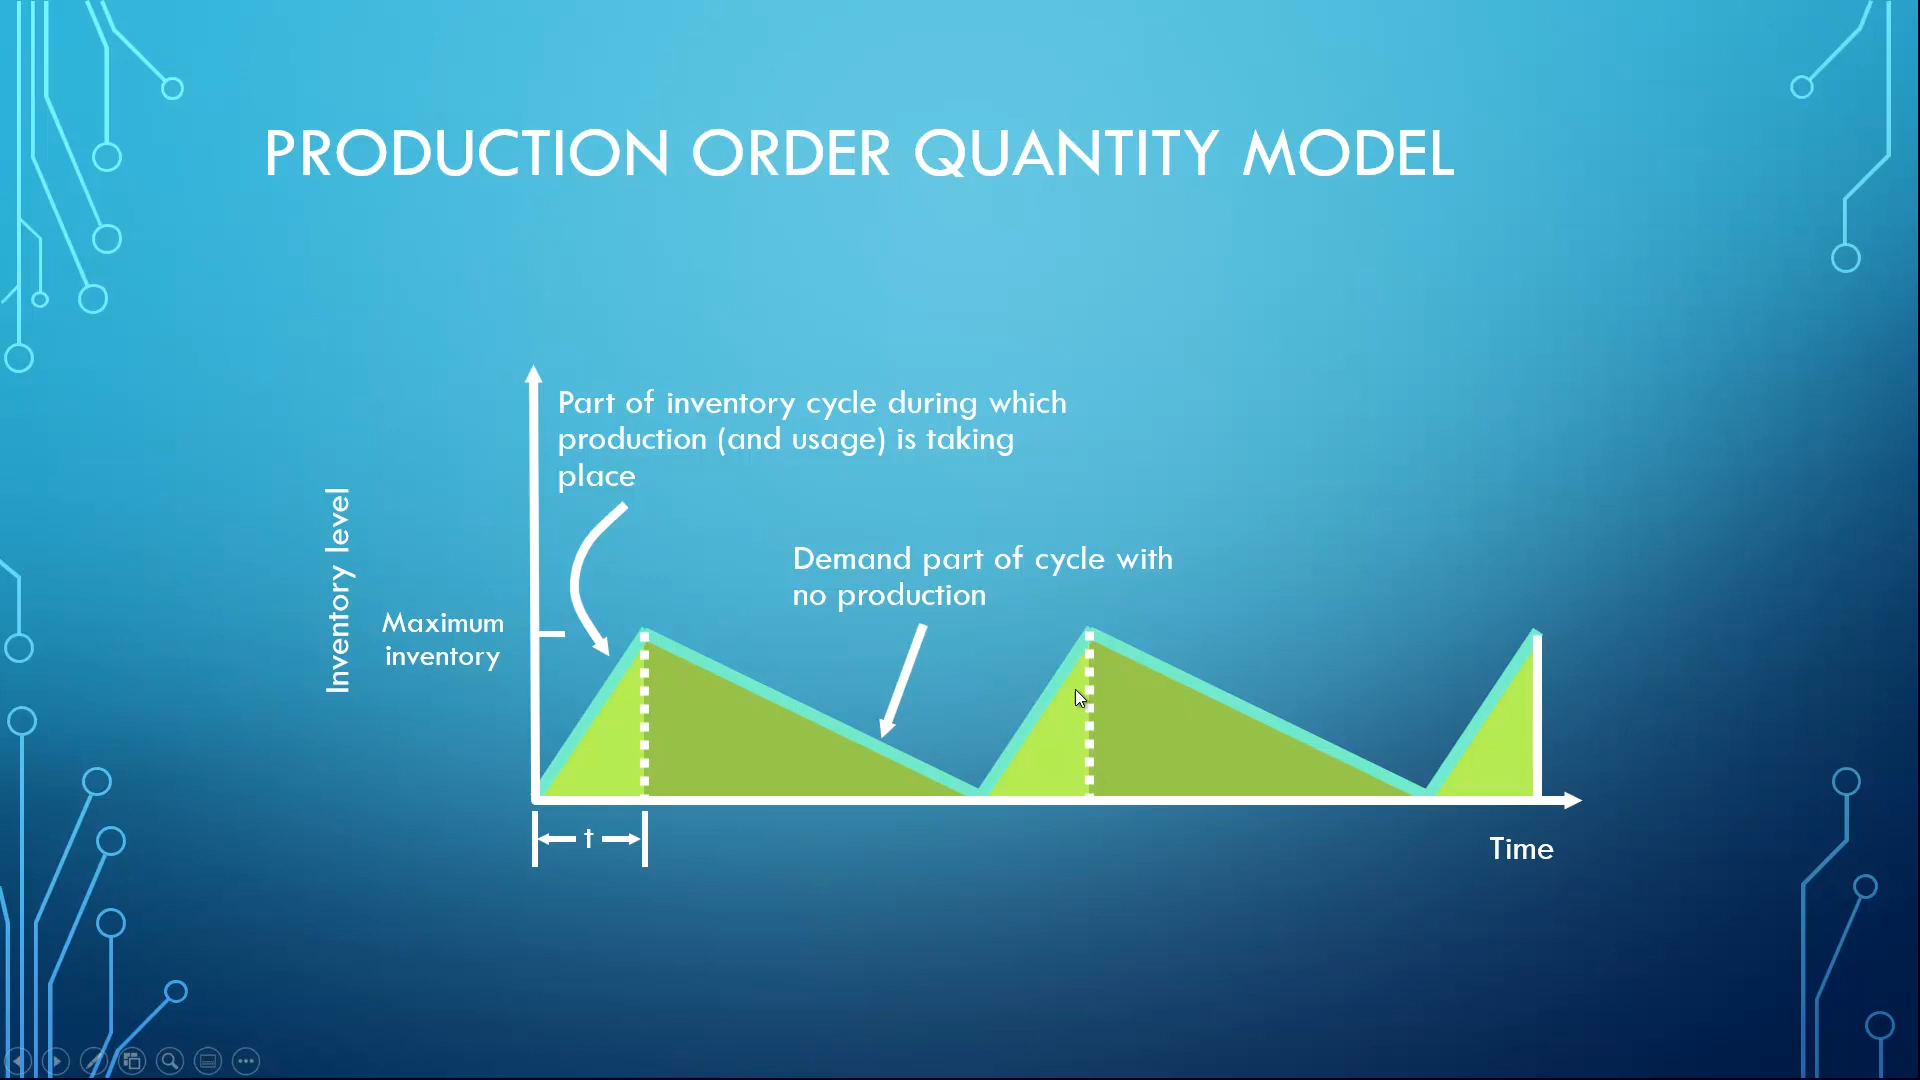 PRODUCTION ORDER QUANTITY MODEL
Part of inventory cycle during which
production (and usage) is taking
place
Demand part of cycle with
no production
Inventory level
Maximum
inventory
t
Time